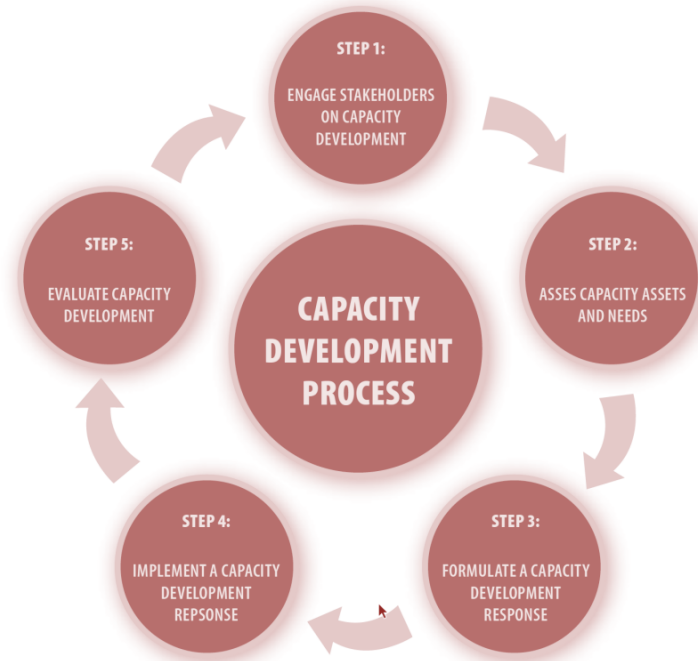 STEP 1:
ENGAGE STAKEHOLDERS
ON CAPACITY
DEVELOPMENT
STEP 2:
ASSES CAPACITY ASSETS
AND NEEDS
STEP 3:
FORMULATE A CAPACITY
DEVELOPMENT
RESPONSE
STEP 4:
IMPLEMENT A CAPACITY
DEVELOPMENT
REPSONSE
STEP 5:
EVALUATE CAPACITY
DEVELOPMENT
CAPACITY
DEVELOPMENT
PROCESS